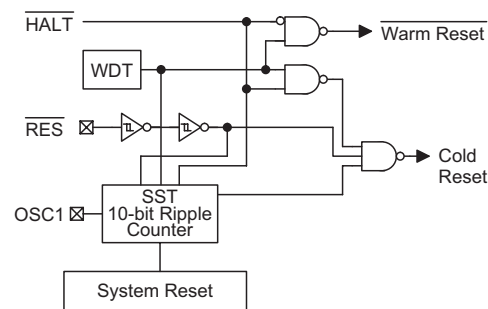 HALT
Warm Reset
WDT
RES
Cold
Reset
SST
10-bit Ripple
Counter
OSC1
System Reset